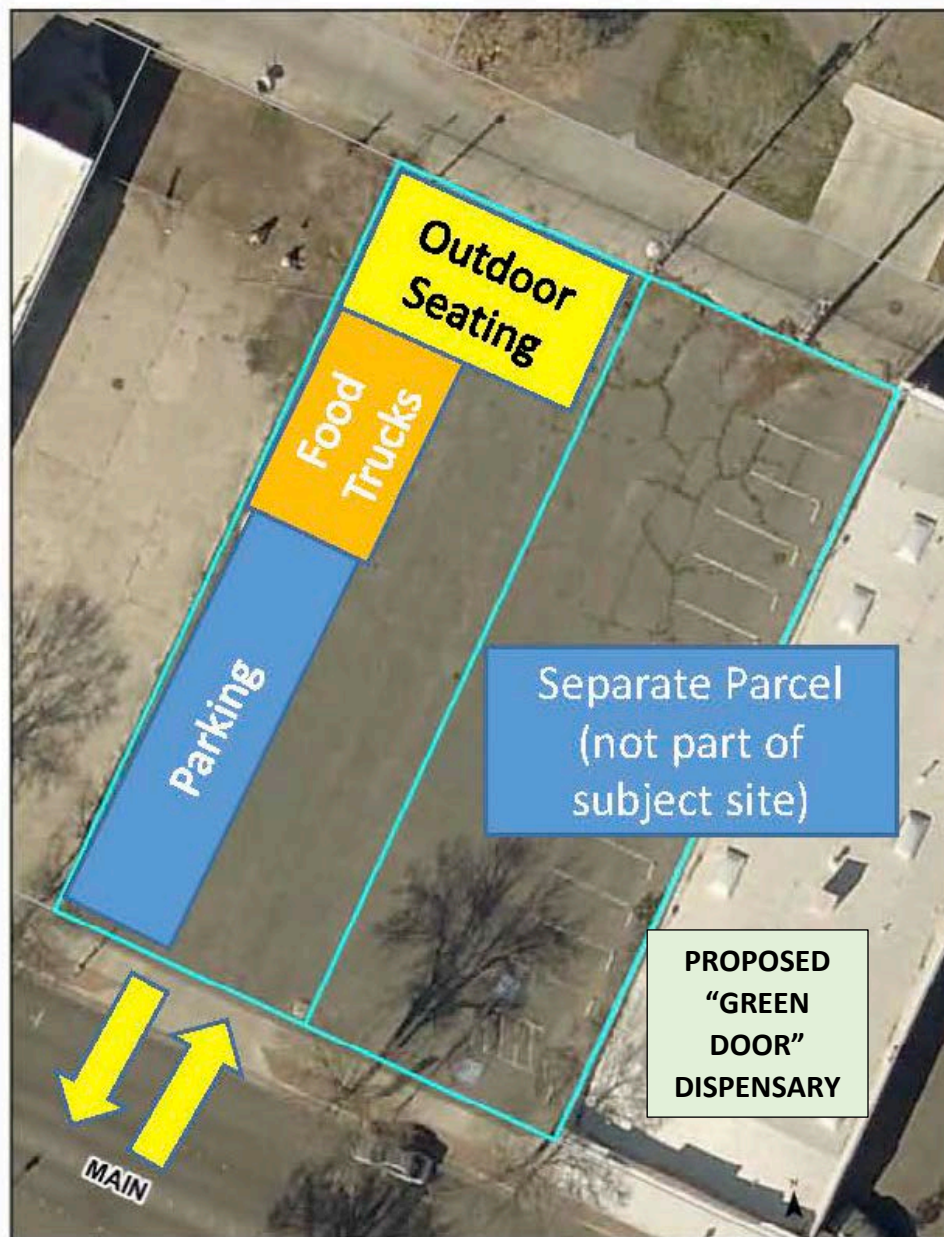 Outdoor
Seating
Food
Trucks
Parking
Separate Parcel
(not part of
subject site)
PROPOSED
“GREEN
DOOR”
DISPENSARY
MAIN